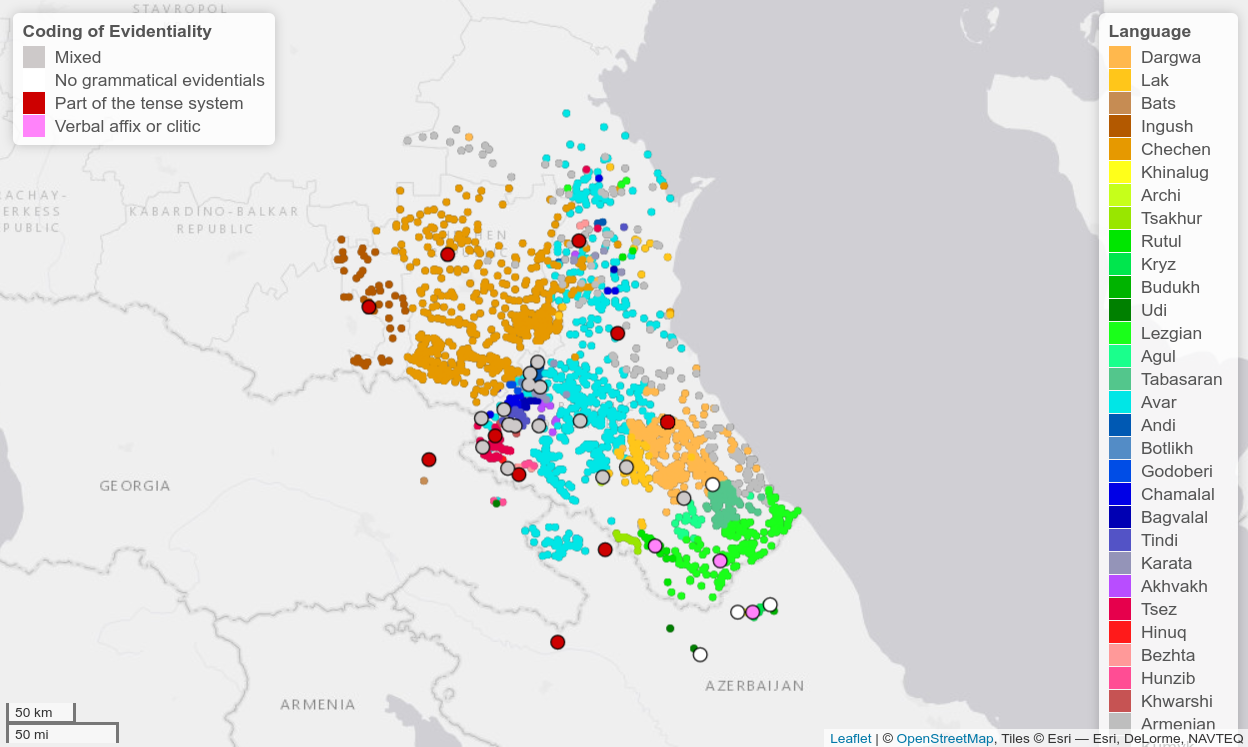 STAVROPOL
Coding of Evidentiality
Mixed
No grammatical evidentials
Part of the tense system
Verbal affix or clitic
KABARDINO-BALKAR
REPUBLIC
GEORGIA
ARMENIA
AZERBAIJAN
50 km
50 mi
Language
Dargwa
Lak
Bats
Ingush
Chechen
Khinalug
Archi
Tsakhur
Rutul
Kryz
Budukh
Udi
Lezgian
Agul
Tabasaran
Avar
Andi
Botlikh
Godoberi
Chamalal
Bagvalal
Tindi
Karata
Akhvakh
Tsez
Hinuq
Bezhta
Hunzib
Khwarshi
Armenian
Leaflet | © OpenStreetMap, Tiles © Esri — Esri, DeLorme, NAVTEQ